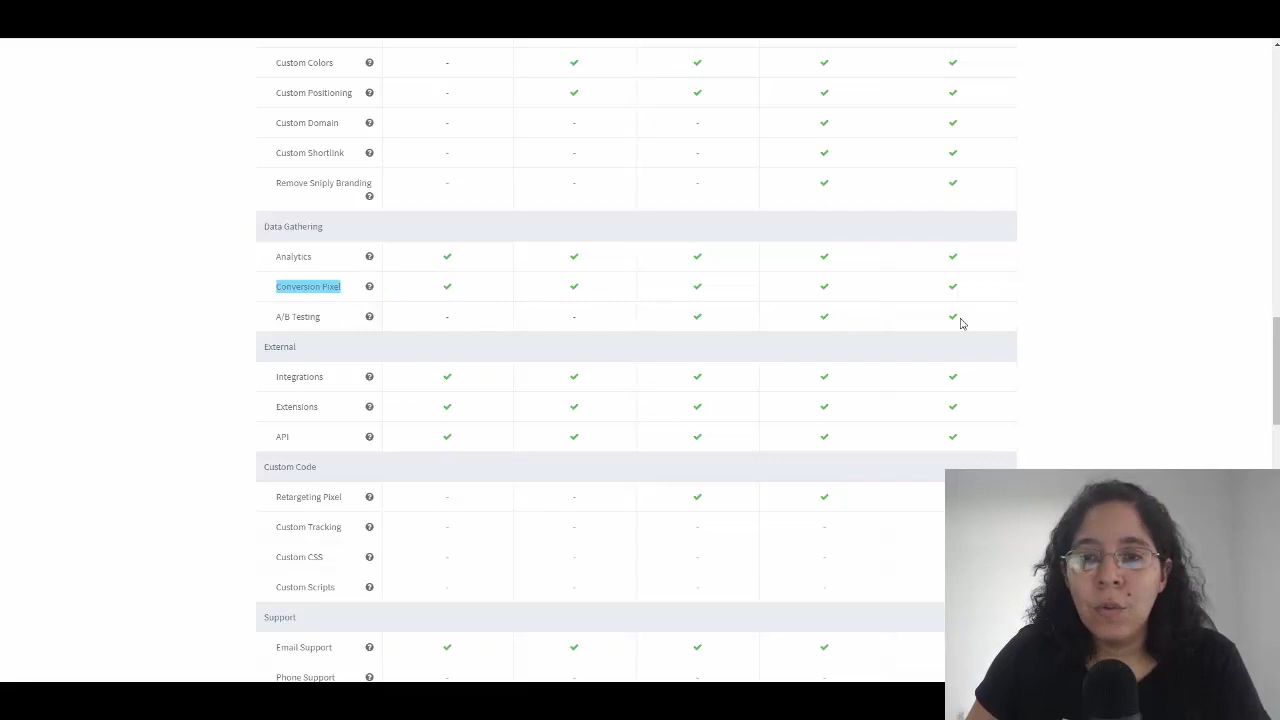 Custom Colors
-
Custom Positioning
-
Custom Domain
- - -
Custom Shortlink
- - -
Remove Sniply Branding
- - -
Data Gathering
Analytics
Conversion Pixel
A/B Testing
- -
External
Integrations
Extensions
API
Custom Code
Retargeting Pixel
- -
Custom Tracking
- - - -
Custom CSS
- - - -
Custom Scripts
- - - -
Support
Email Support
Phone Support
- - - -